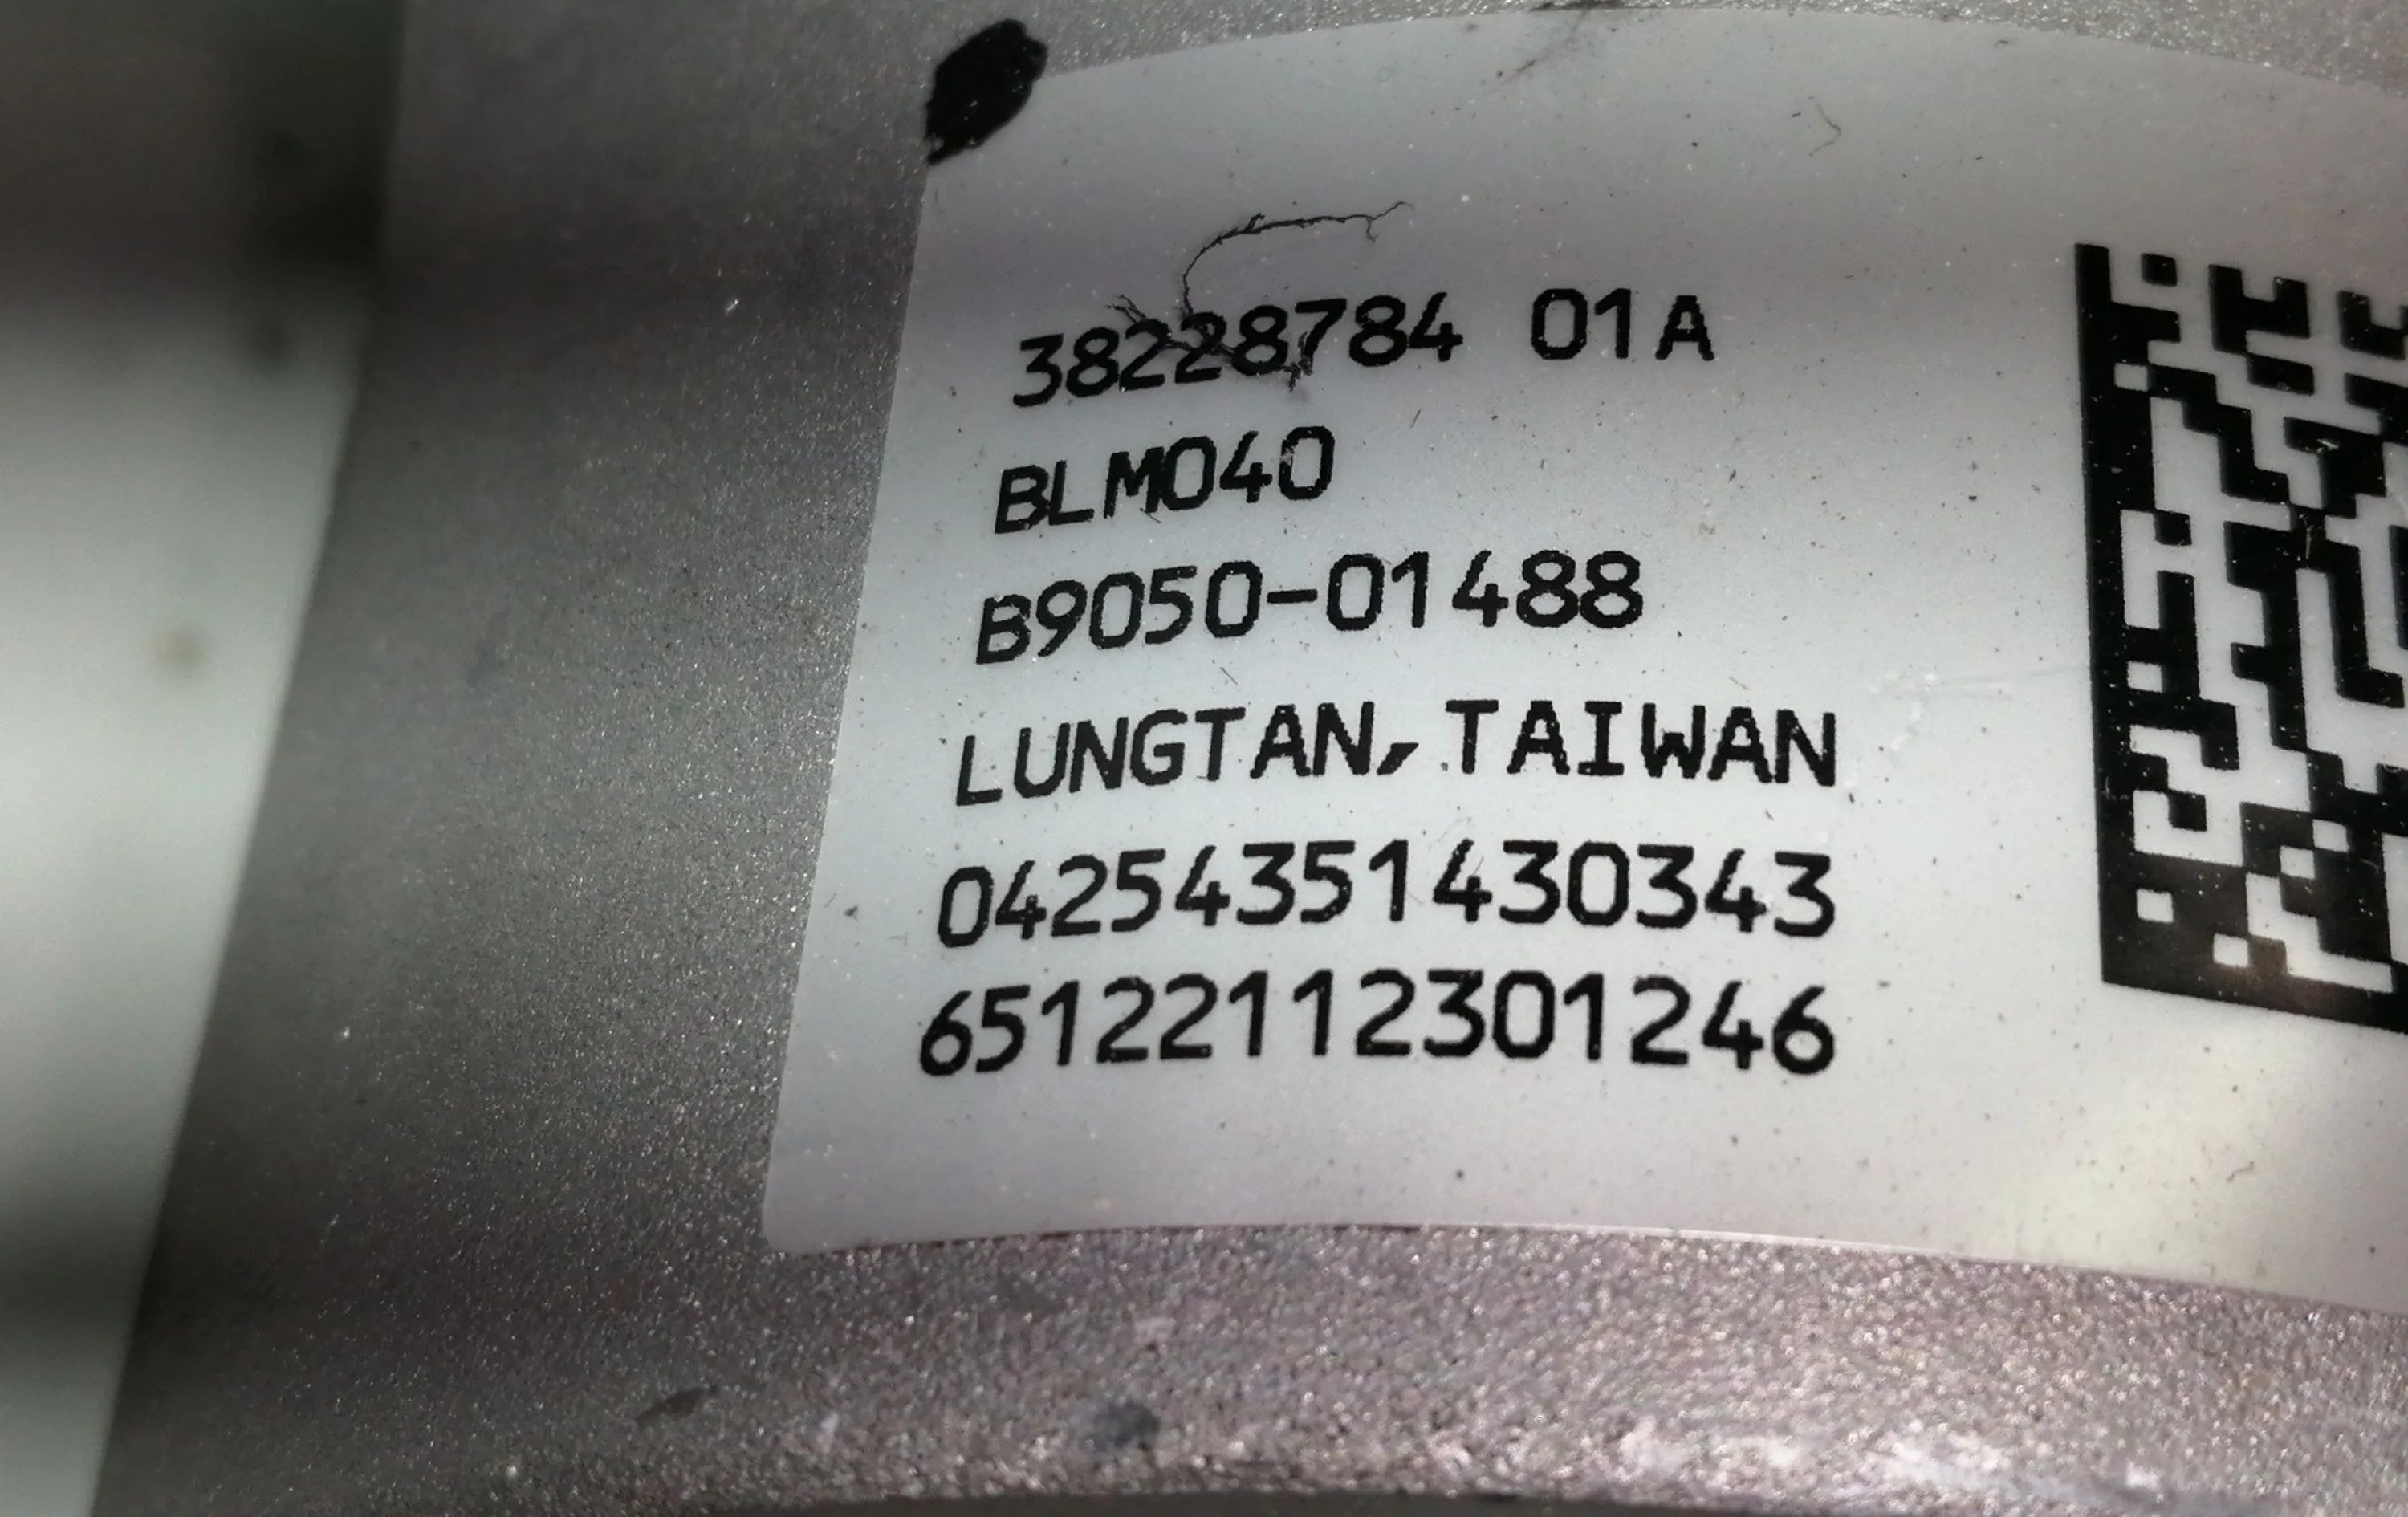 38228784 01A
BLM040
B9050-01488
LUNGTAN, TAIWAN
04254351430343
65122112301246